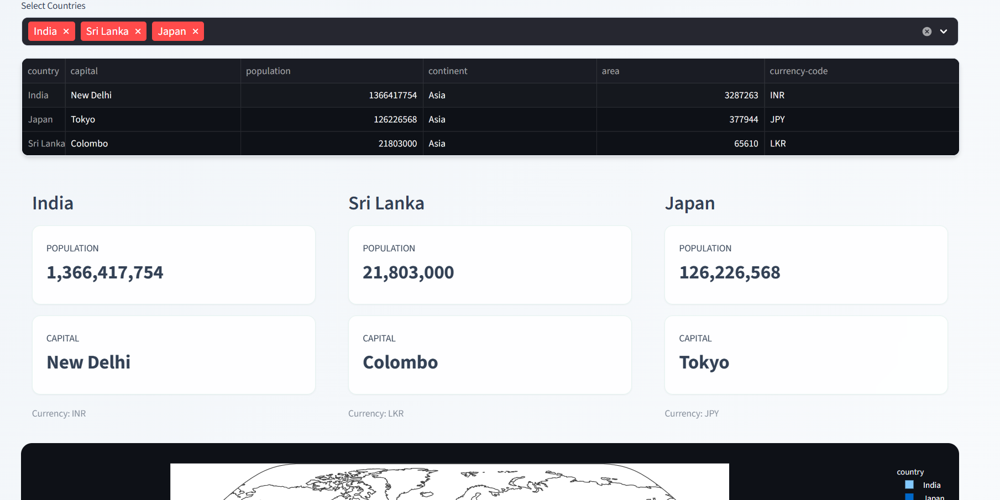 Select Countries
India × Sri Lanka × Japan ×
country capital population continent area currency-code
India New Delhi 1366417754 Asia 3287263 INR
Japan Tokyo 126226568 Asia 377944 JPY
Sri Lanka Colombo 21803000 Asia 65610 LKR
India Sri Lanka Japan
POPULATION POPULATION POPULATION
1,366,417,754 21,803,000 126,226,568
CAPITAL CAPITAL CAPITAL
New Delhi Colombo Tokyo
Currency: INR Currency: LKR Currency: JPY
country
India
Japan